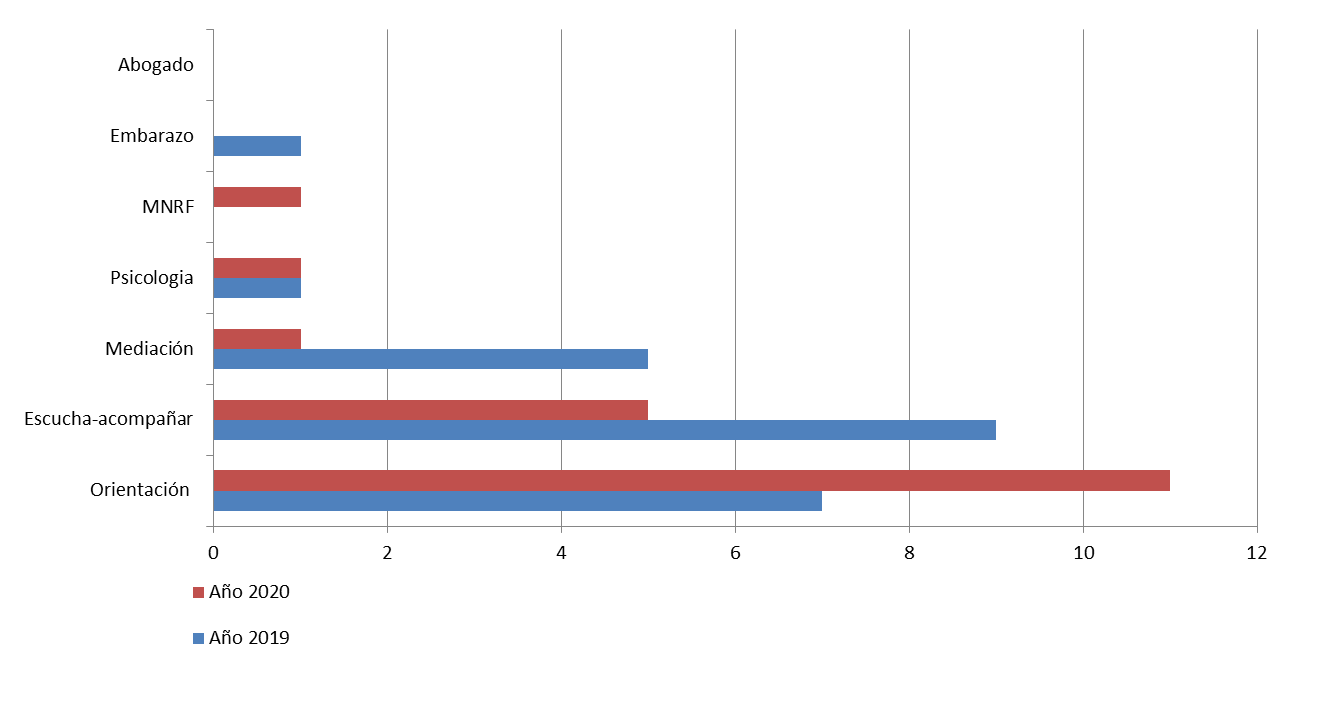 Abogado
Embarazo
MNRF
Psicologia
Mediación
Escucha-acompañar
Orientación
0 2 4 6 8 10 12
Año 2020
Año 2019